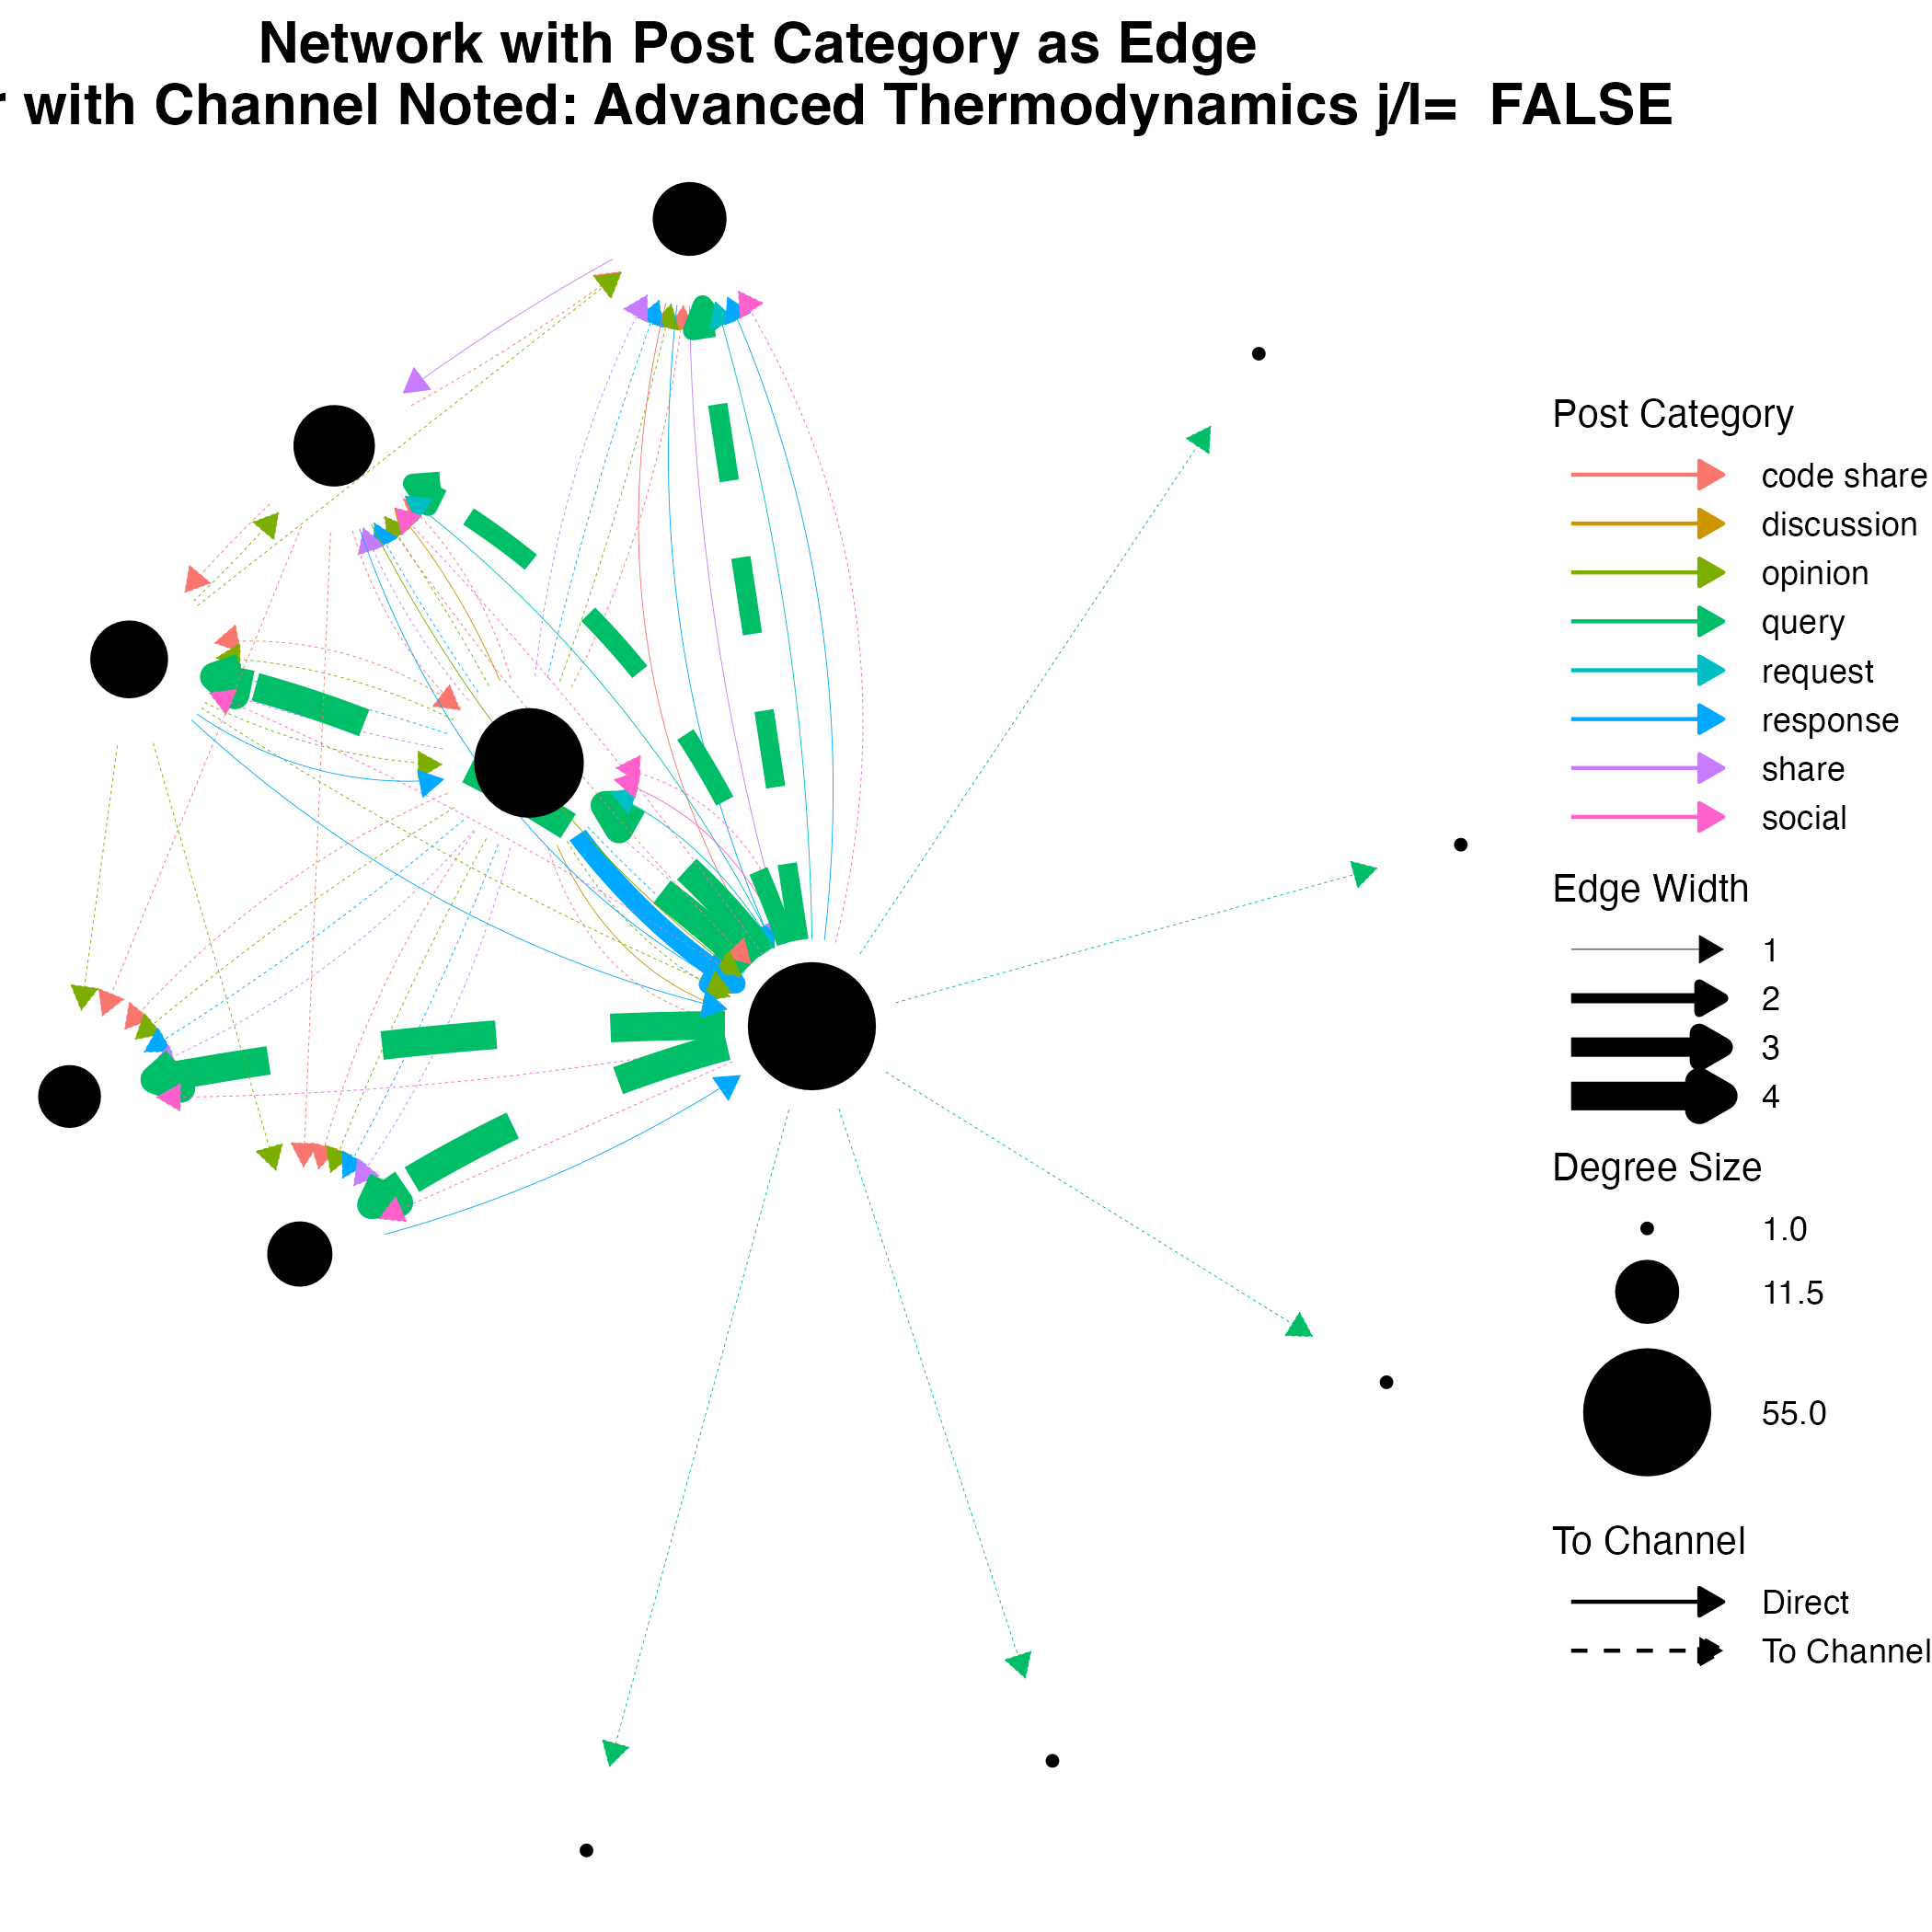 Network with Post Category as Edge
with Channel Noted: Advanced Thermodynamics j/l= FALSE
Post Category
code share
discussion
opinion
query
request
response
share
social
Edge Width
1
2
3
4
Degree Size
1.0
11.5
55.0
To Channel
Direct
To Channel